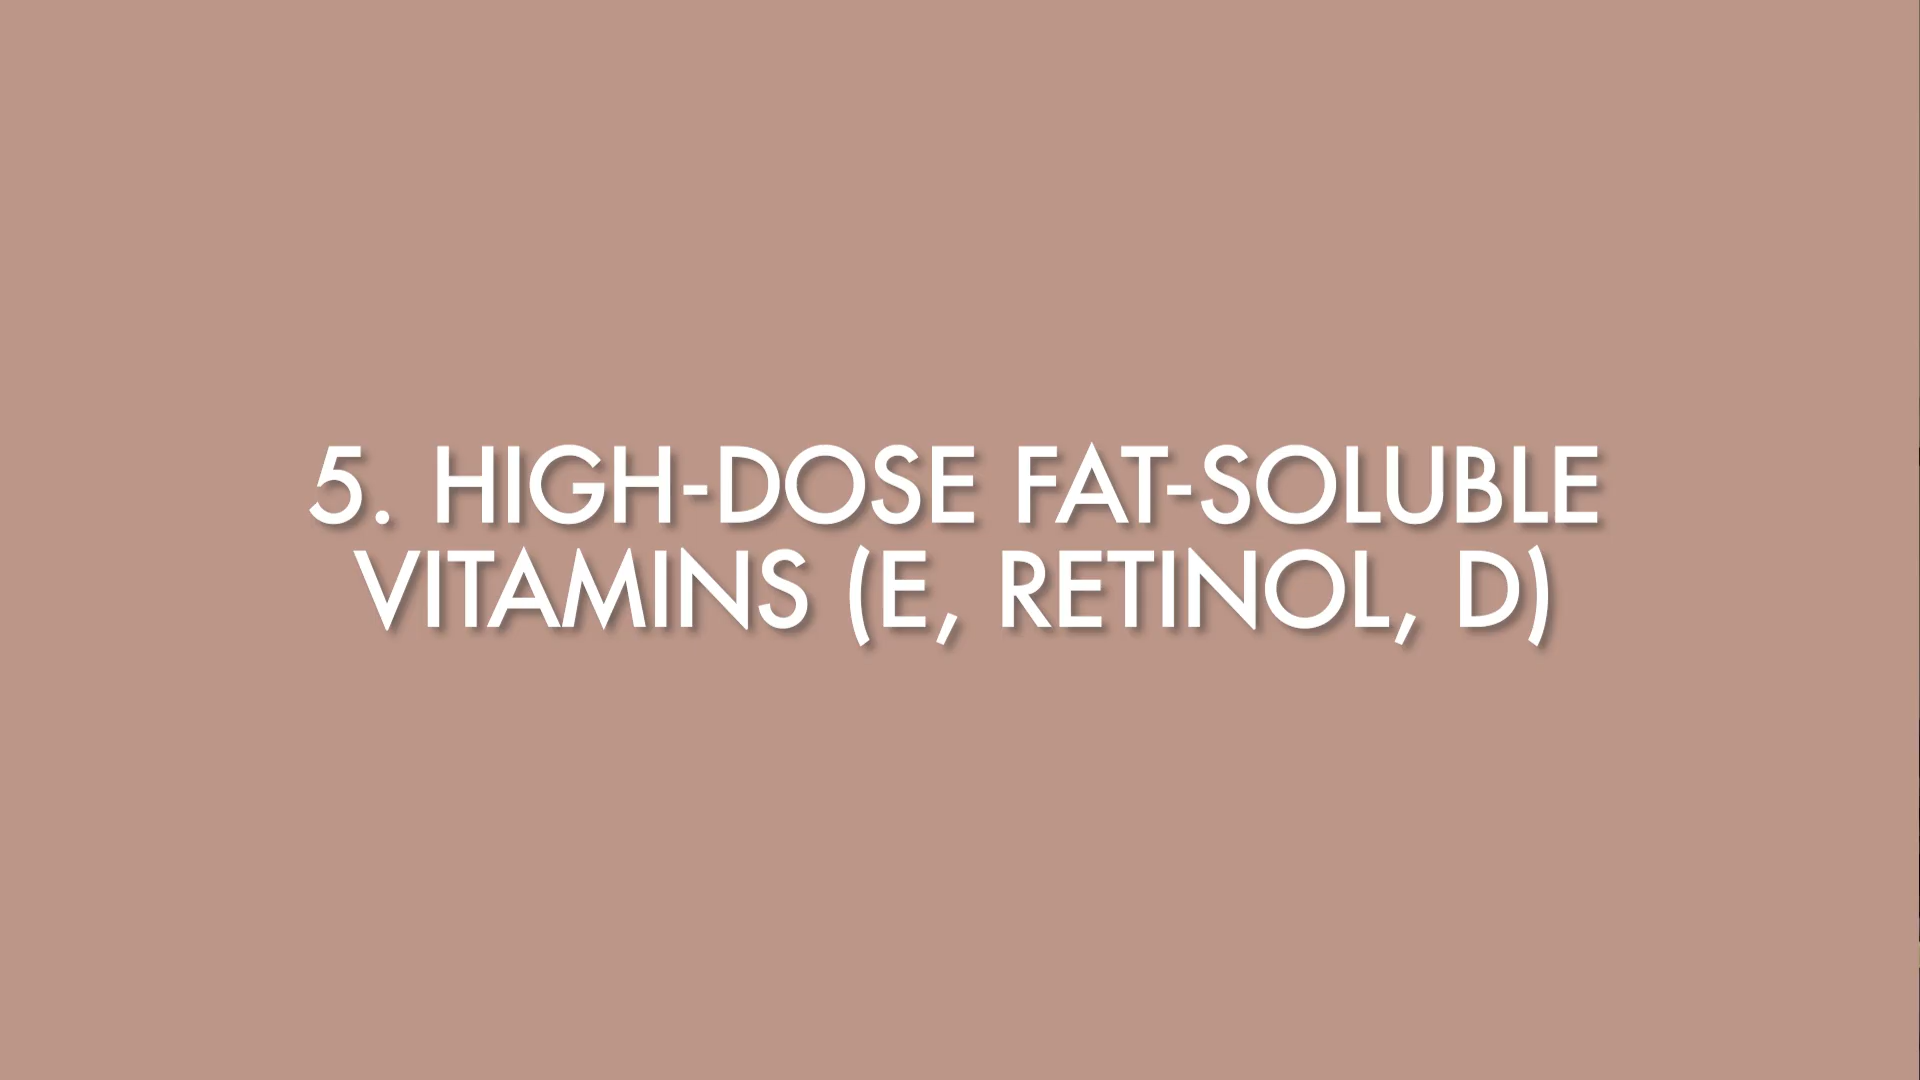 5. HIGH-DOSE FAT-SOLUBLE
VITAMINS (E, RETINOL, D)